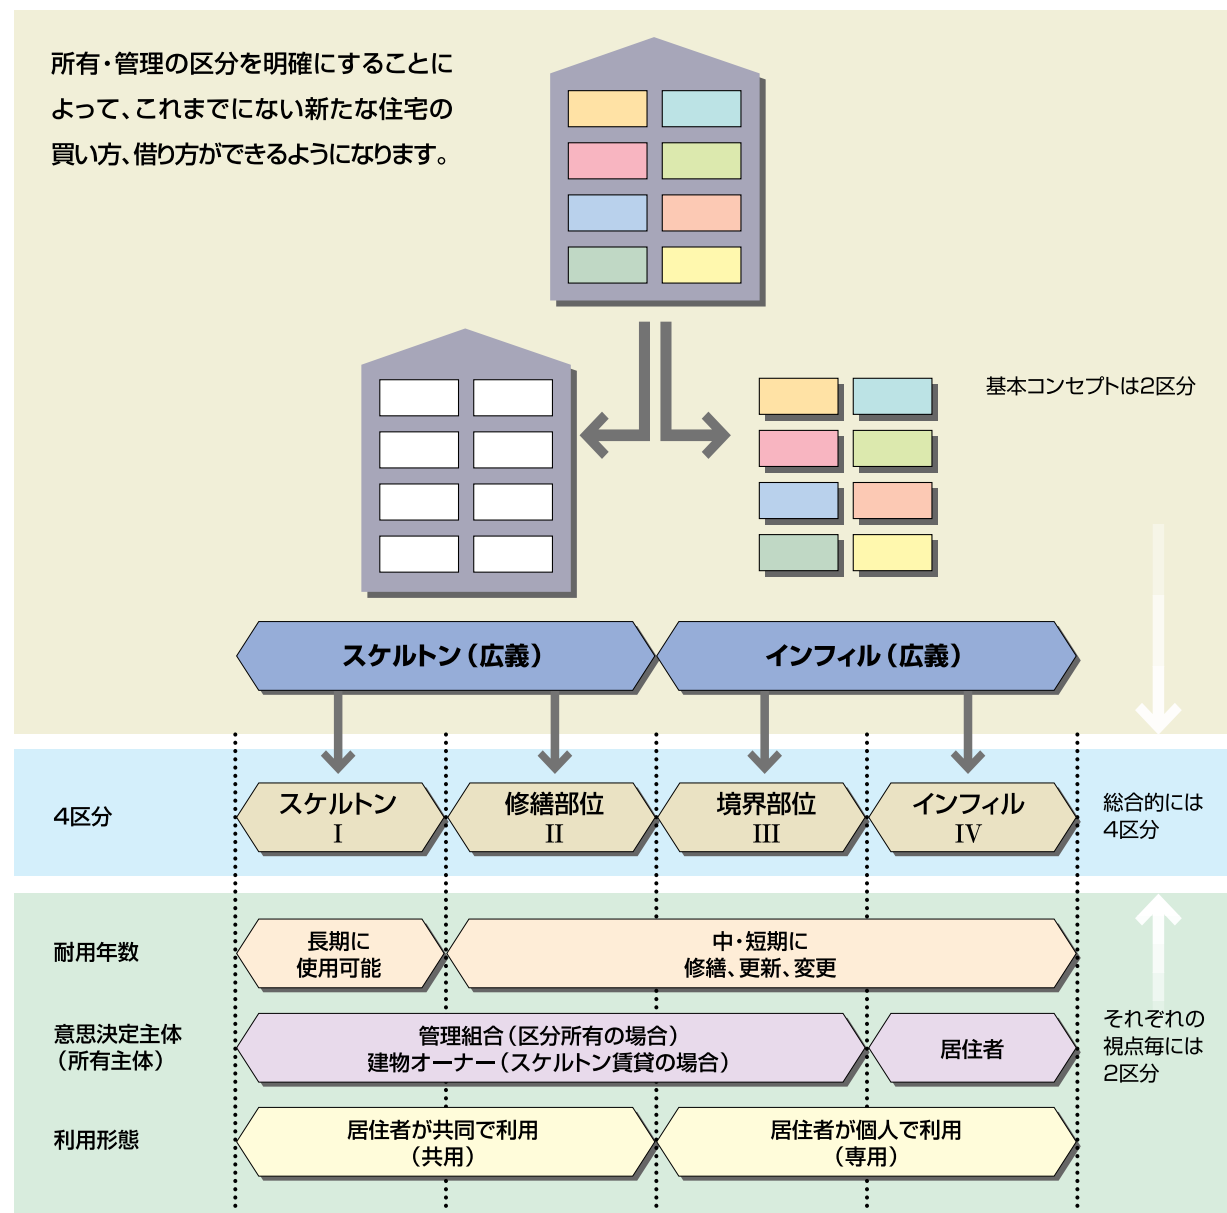 所有・管理の区分を明確にすることに
よって、これまでにない新たな住宅の
買い方、借り方ができるようになります。
基本コンセプトは2区分
スケルトン（広義）
インフィル（広義）
4区分
スケルトン
I
修繕部位
II
境界部位
III
インフィル
IV
総合的には
4区分
耐用年数
長期に
使用可能
中・短期に
修繕、更新、変更
意思決定主体
（所有主体）
管理組合（区分所有の場合）
建物オーナー（スケルトン賃貸の場合）
居住者
それぞれの
視点毎には
2区分
利用形態
居住者が共同で利用
（共用）
居住者が個人で利用
（専用）